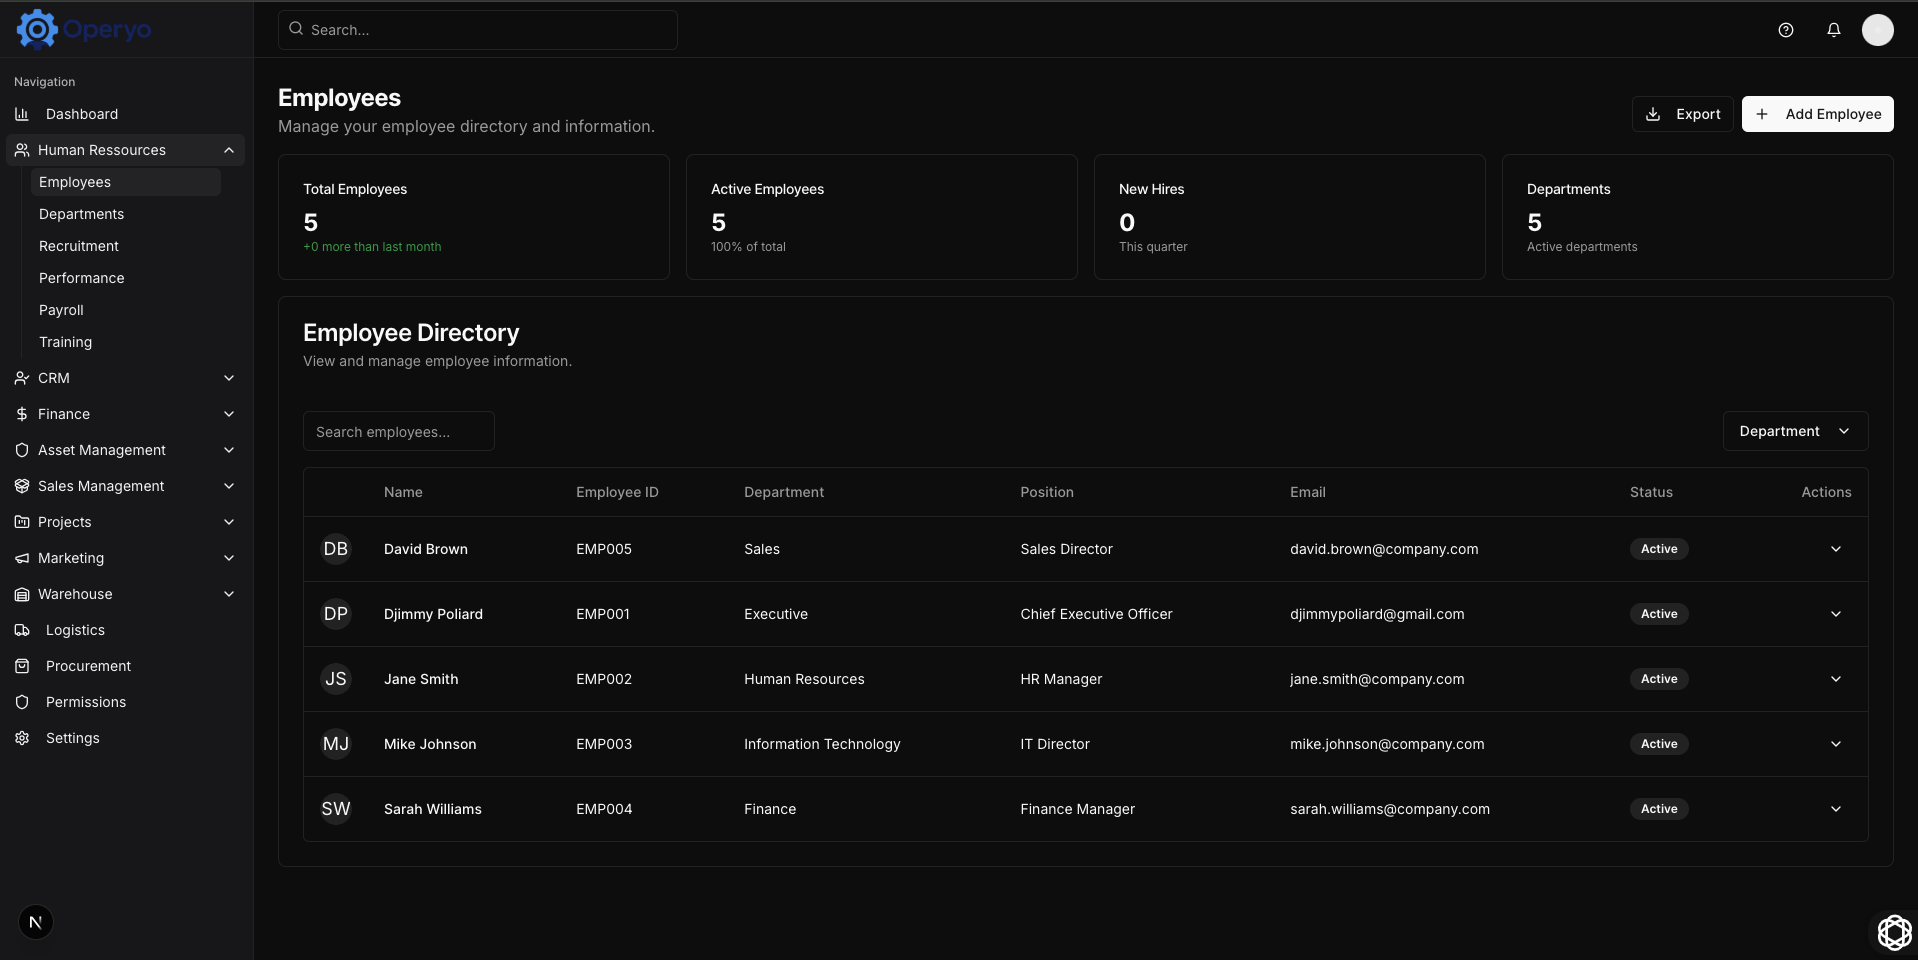 Operyo
Search...
Navigation
Dashboard
Human Ressources
Employees
Departments
Recruitment
Performance
Payroll
Training
CRM
Finance
Asset Management
Sales Management
Projects
Marketing
Warehouse
Logistics
Procurement
Permissions
Settings
N
Employees
Manage your employee directory and information.
Export
Add Employee
Total Employees
5
+0 more than last month
Active Employees
5
100% of total
New Hires
0
This quarter
Departments
5
Active departments
Employee Directory
View and manage employee information.
Search employees...
Department
Name Employee ID Department Position Email Status Actions
DB David Brown EMP005 Sales Sales Director david.brown@company.com Active
DP Djimmy Poliard EMP001 Executive Chief Executive Officer djimmypoliard@gmail.com Active
JS Jane Smith EMP002 Human Resources HR Manager jane.smith@company.com Active
MJ Mike Johnson EMP003 Information Technology IT Director mike.johnson@company.com Active
SW Sarah Williams EMP004 Finance Finance Manager sarah.williams@company.com Active